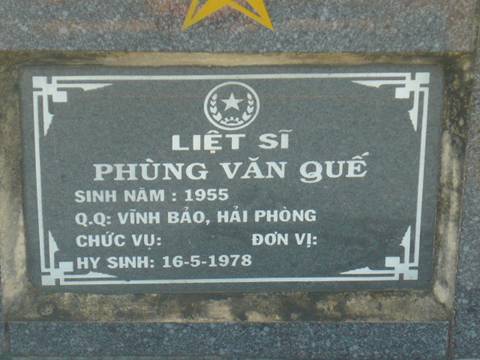 LIỆT SĨ
PHÙNG VĂN QUẾ
SINH NĂM : 1955
Q.Q: VĨNH BẢO, HẢI PHÒNG
CHỨC VỤ: ĐƠN VỊ:
HY SINH: 16-5-1978